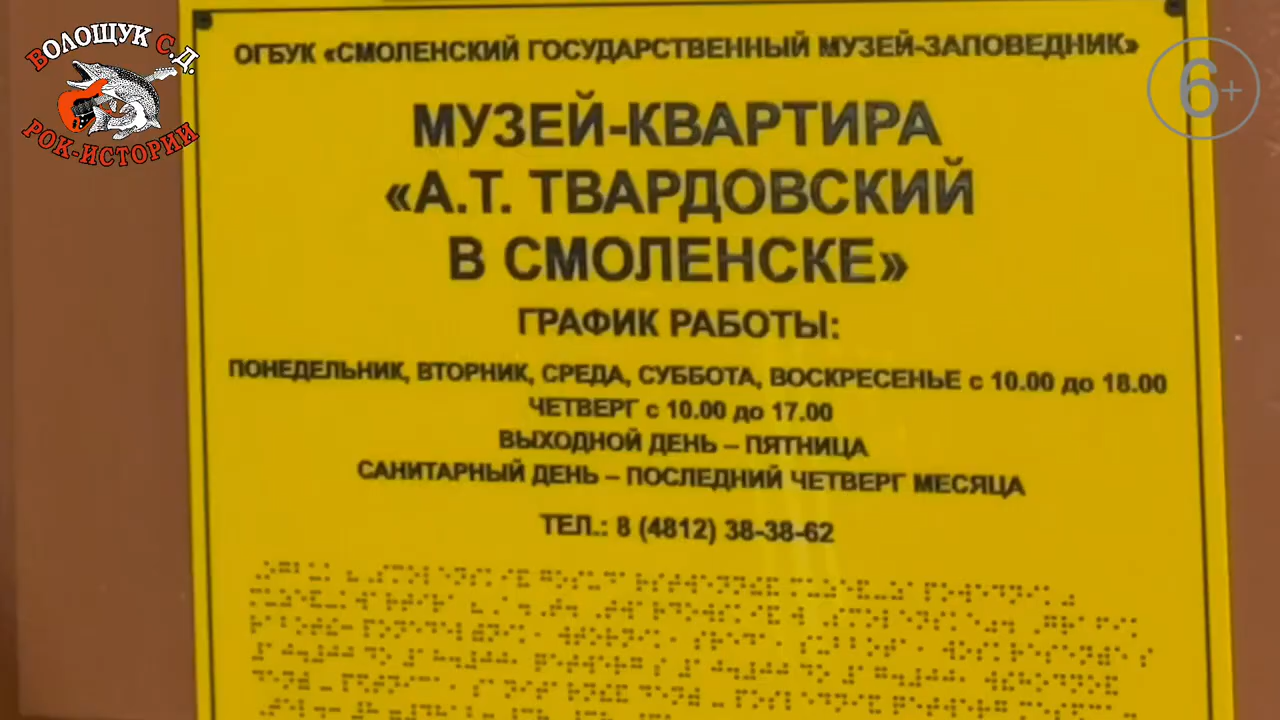 ВОЛОЩУК С.Д.
РОК-ИСТОРИИ
6+
ОГБУК «СМОЛЕНСКИЙ ГОСУДАРСТВЕННЫЙ МУЗЕЙ-ЗАПОВЕДНИК»
МУЗЕЙ-КВАРТИРА
«А.Т. ТВАРДОВСКИЙ
В СМОЛЕНСКЕ»
ГРАФИК РАБОТЫ:
ПОНЕДЕЛЬНИК, ВТОРНИК, СРЕДА, СУББОТА, ВОСКРЕСЕНЬЕ с 10.00 до 18.00
ЧЕТВЕРГ с 10.00 до 17.00
ВЫХОДНОЙ ДЕНЬ – ПЯТНИЦА
САНИТАРНЫЙ ДЕНЬ – ПОСЛЕДНИЙ ЧЕТВЕРГ МЕСЯЦА
ТЕЛ.: 8 (4812) 38-38-62